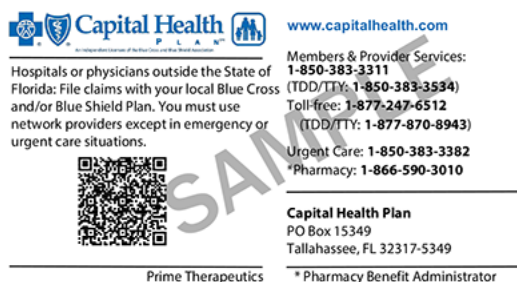 Capital Health
PLAN
An Independent Licensee of the Blue Cross and Blue Shield Association
Hospitals or physicians outside the State of
Florida: File claims with your local Blue Cross
and/or Blue Shield Plan. You must use
network providers except in emergency or
urgent care situations.
Prime Therapeutics
www.capitalhealth.com
Members & Provider Services:
1-850-383-3311
(TDD/TTY: 1-850-383-3534)
Toll-free: 1-877-247-6512
(TDD/TTY: 1-877-870-8943)
Urgent Care: 1-850-383-3382
*Pharmacy: 1-866-590-3010
Capital Health Plan
PO Box 15349
Tallahassee, FL 32317-5349
* Pharmacy Benefit Administrator
SAMPLE